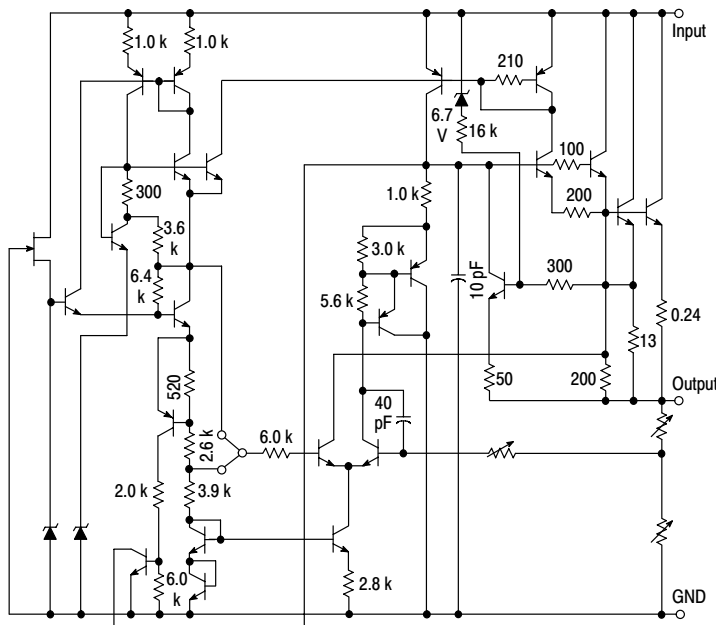 Input
1.0 k
1.0 k
210
6.7
V
16 k
100
300
1.0 k
200
3.6
k
3.0 k
6.4
k
5.6 k
10 pF
300
0.24
13
520
50
200
Output
40
pF
2.6 k
6.0 k
2.0 k
3.9 k
6.0
k
2.8 k
GND